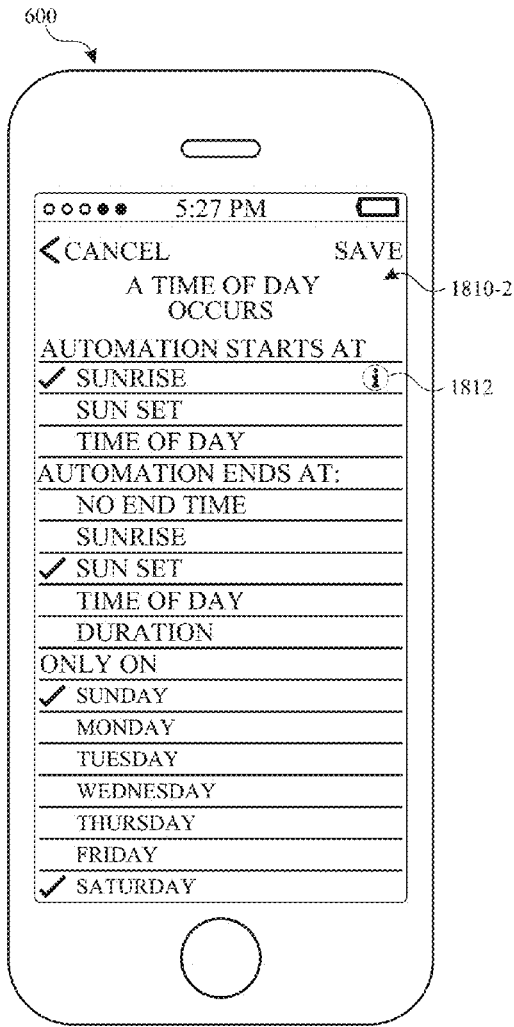 600
5:27 PM
CANCEL SAVE
A TIME OF DAY
OCCURS
1810-2
AUTOMATION STARTS AT
SUNRISE
1812
SUN SET
TIME OF DAY
AUTOMATION ENDS AT:
NO END TIME
SUNRISE
SUN SET
TIME OF DAY
DURATION
ONLY ON
SUNDAY
MONDAY
TUESDAY
WEDNESDAY
THURSDAY
FRIDAY
SATURDAY